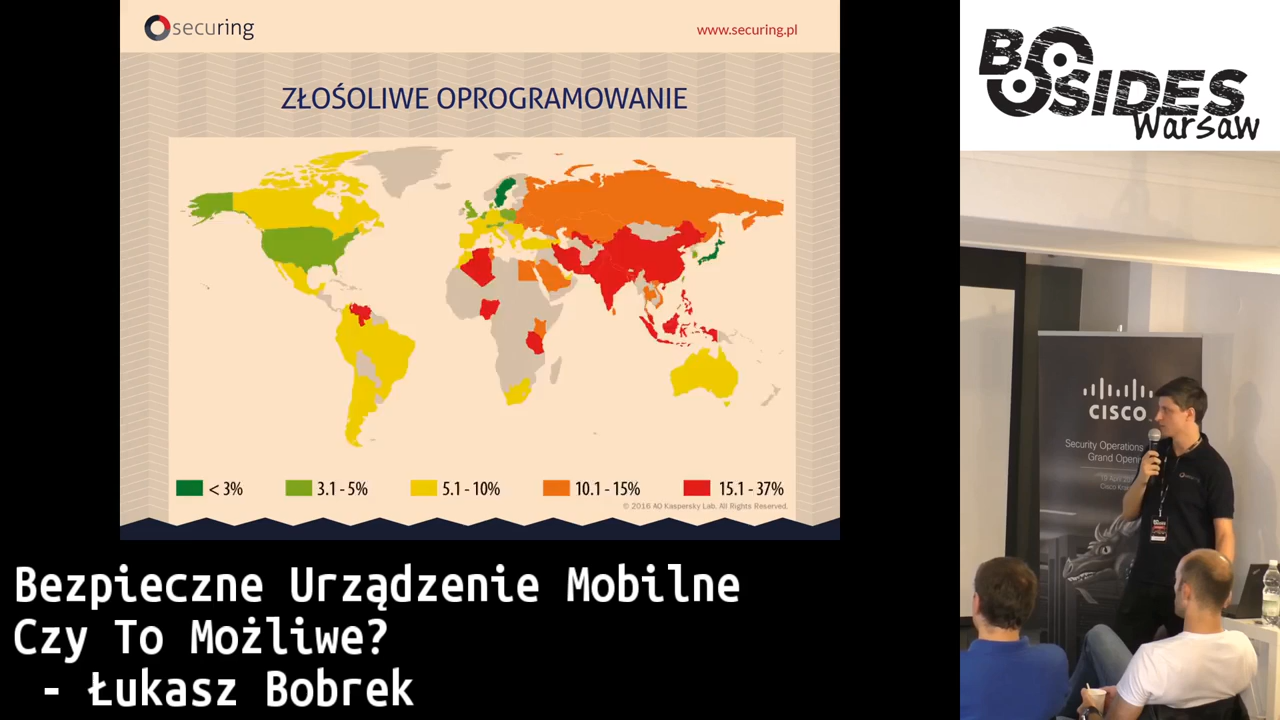 securing
www.securing.pl
ZŁOŚOLIWE OPROGRAMOWANIE
< 3%
3.1 - 5%
5.1 - 10%
10.1 - 15%
15.1 - 37%
© 2016 AO Kaspersky Lab. All Rights Reserved.
BSIDES
Warsaw
CISCO
Security Operations
Grand Openin
Bezpieczne Urządzenie Mobilne
Czy To Możliwe?
- Łukasz Bobrek